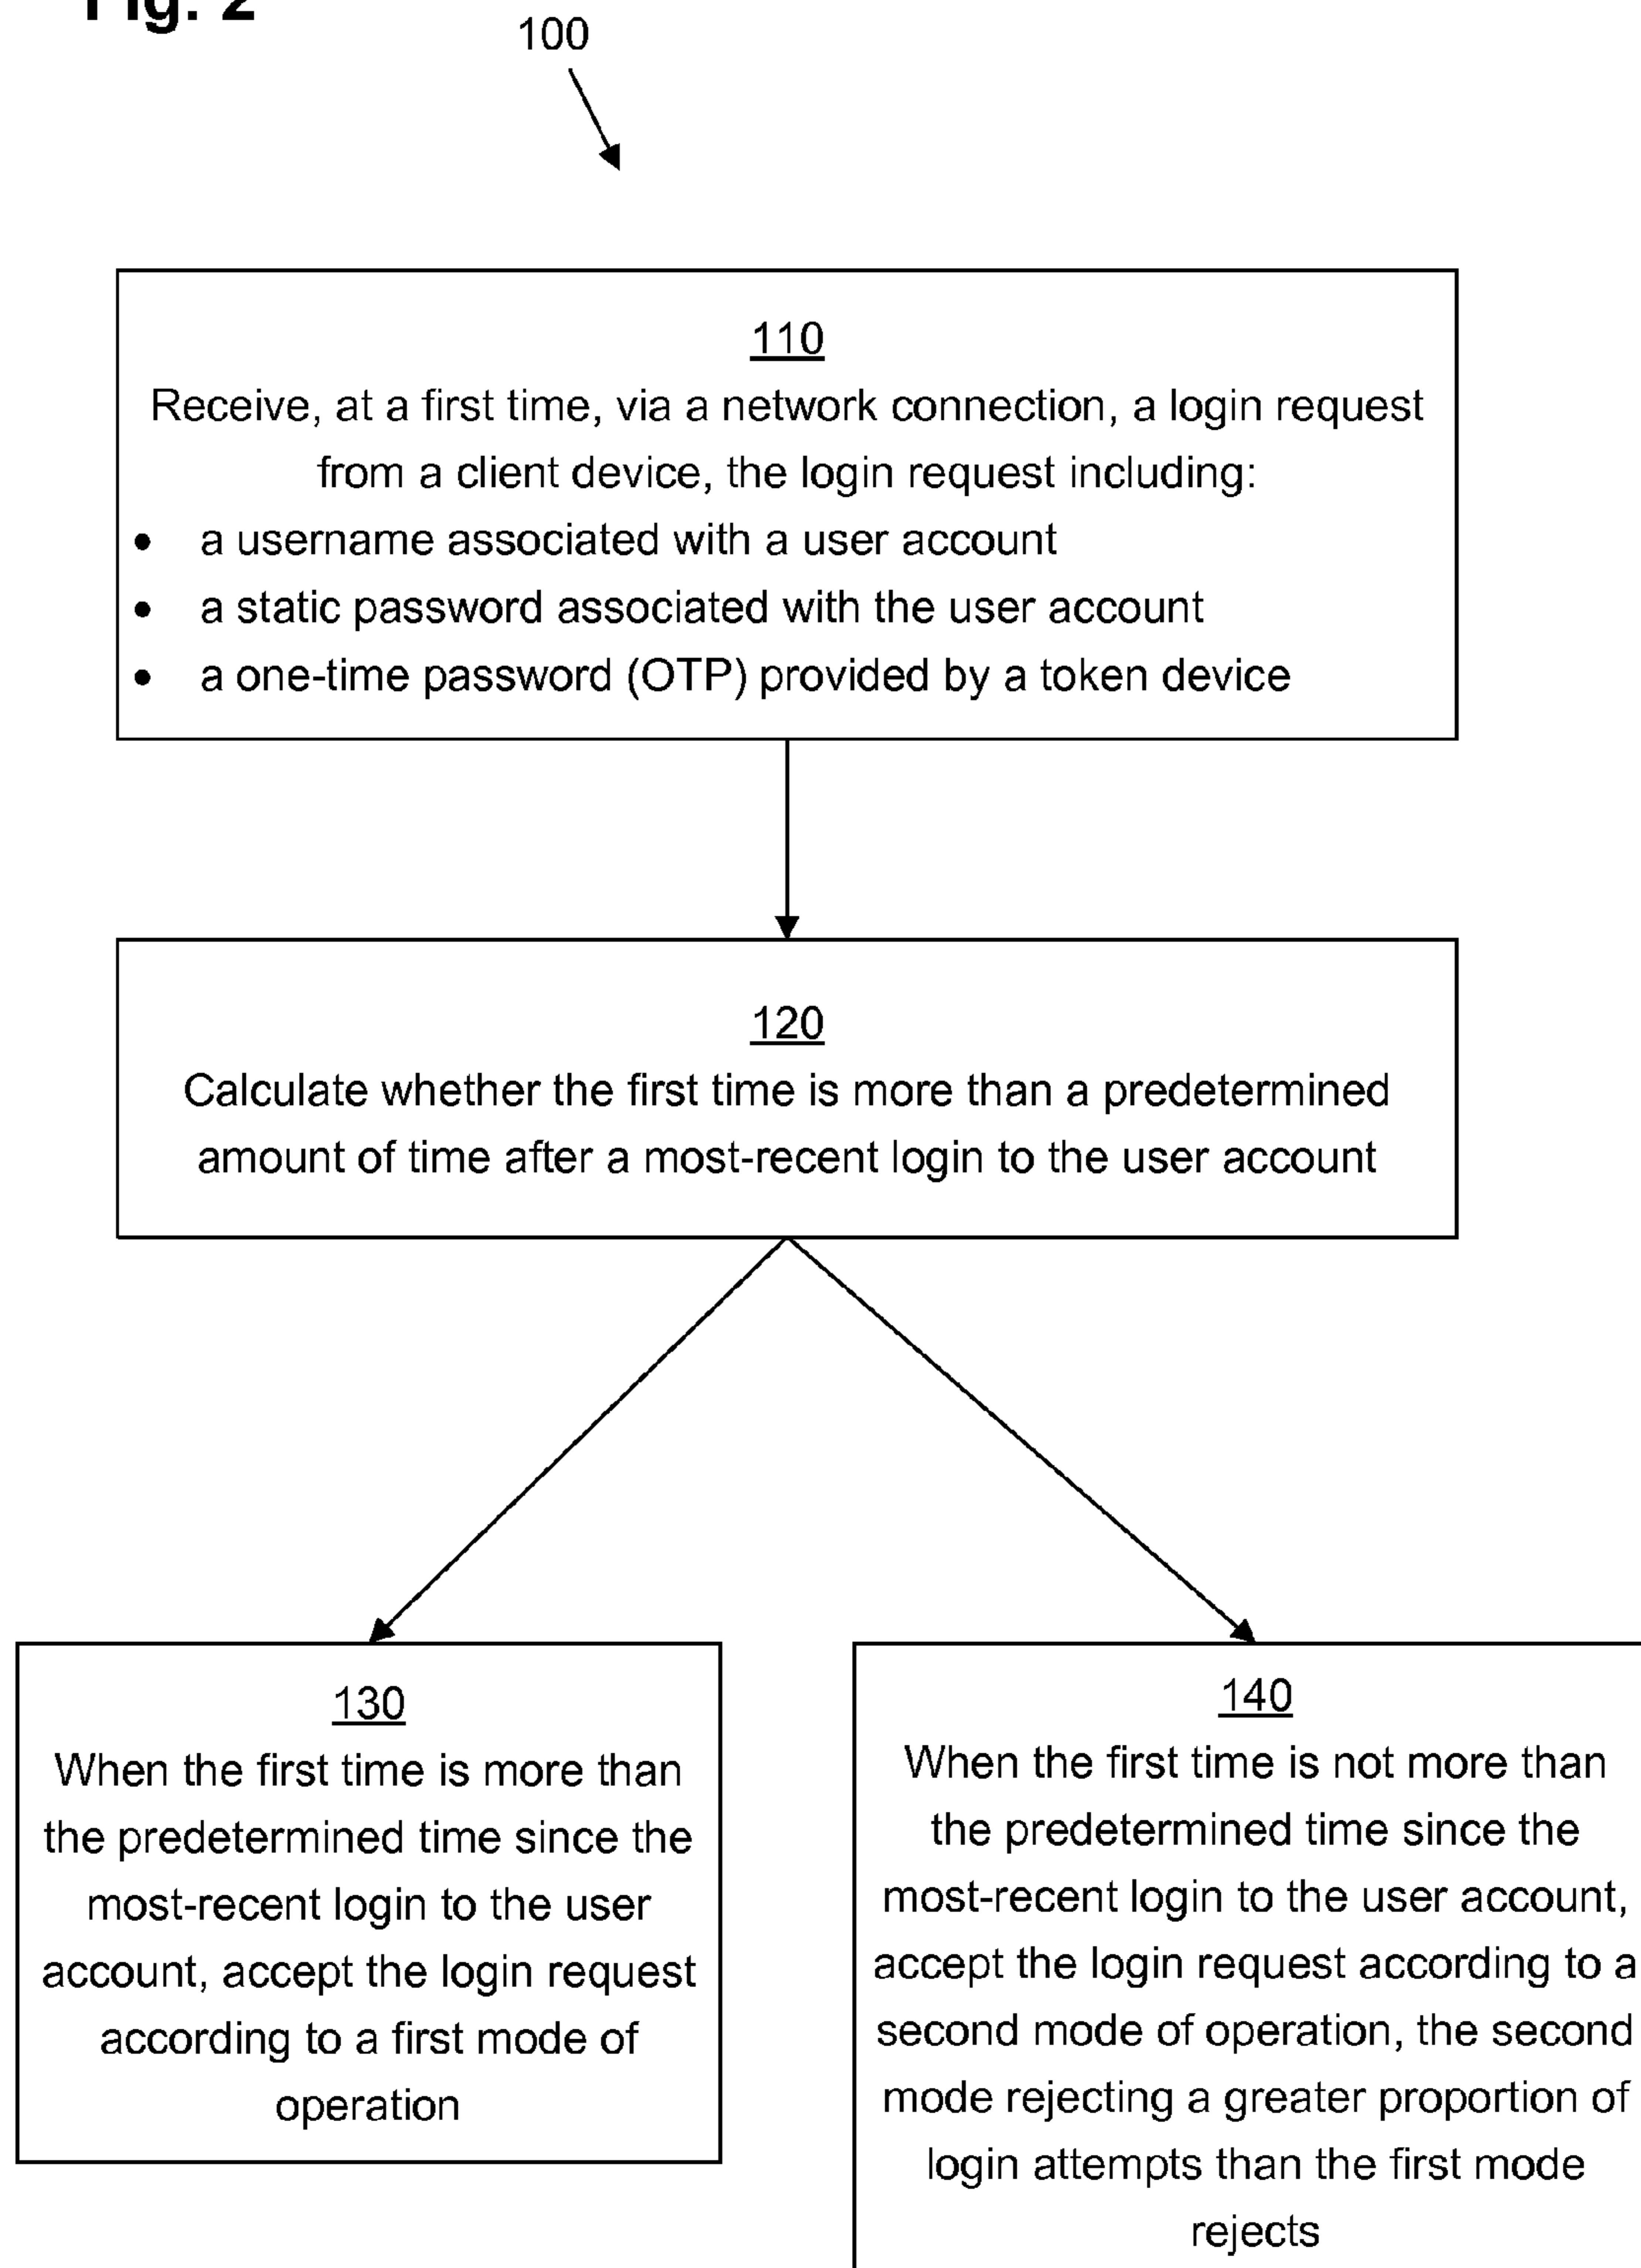 Fig. 2
100
110
Receive, at a first time, via a network connection, a login request
from a client device, the login request including:
• a username associated with a user account
• a static password associated with the user account
• a one-time password (OTP) provided by a token device
120
Calculate whether the first time is more than a predetermined
amount of time after a most-recent login to the user account
130
When the first time is more than
the predetermined time since the
most-recent login to the user
account, accept the login request
according to a first mode of
operation
140
When the first time is not more than
the predetermined time since the
most-recent login to the user account,
accept the login request according to a
second mode of operation, the second
mode rejecting a greater proportion of
login attempts than the first mode
rejects